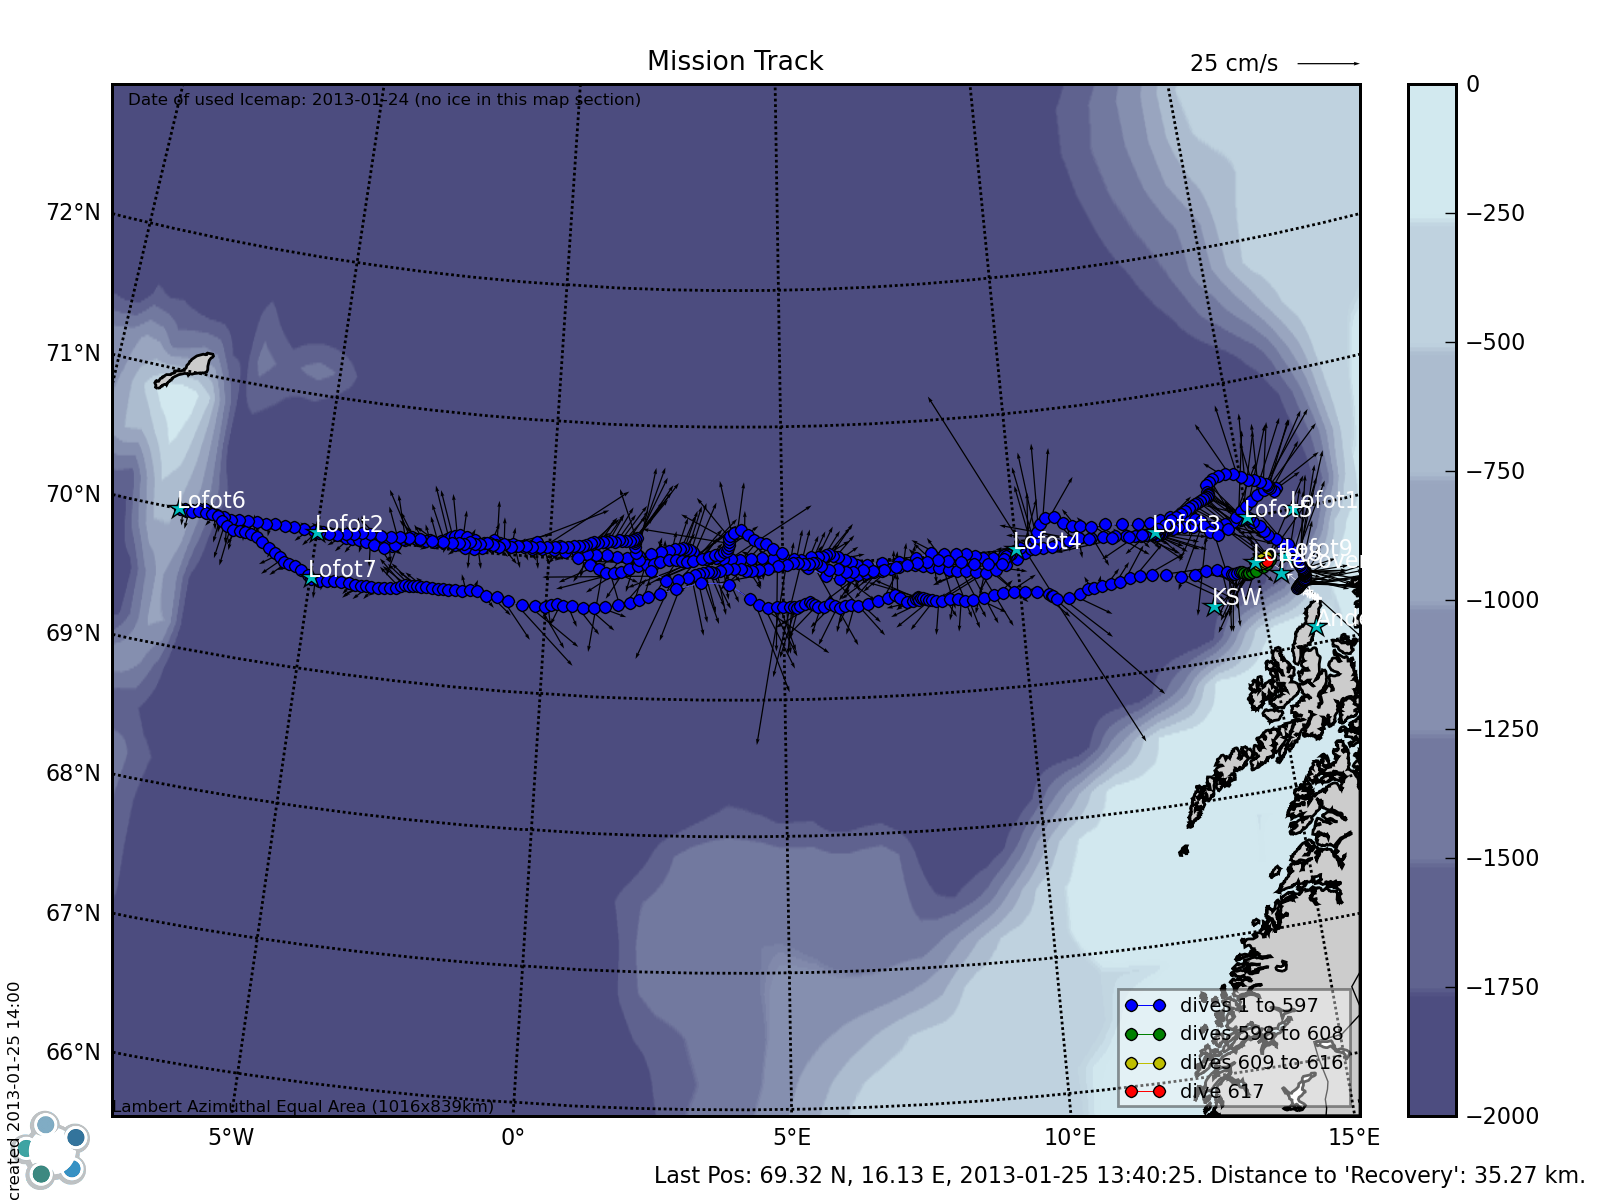 Mission Track
25 cm/s
Date of used Icemap: 2013-01-24 (no ice in this map section)
0
−250
−500
−750
−1000
−1250
−1500
−1750
−2000
72°N
71°N
70°N
69°N
68°N
67°N
66°N
Lofot6
Lofot2
Lofot7
Lofot4
Lofot3
Lofot5
Lofot1
Lofot9
Recover
KSW
dives 1 to 597
dives 598 to 608
dives 609 to 616
dive 617
Lambert Azimuthal Equal Area (1016x839km)
5°W
0°
5°E
10°E
15°E
Last Pos: 69.32 N, 16.13 E, 2013-01-25 13:40:25. Distance to 'Recovery': 35.27 km.
created 2013-01-25 14:00